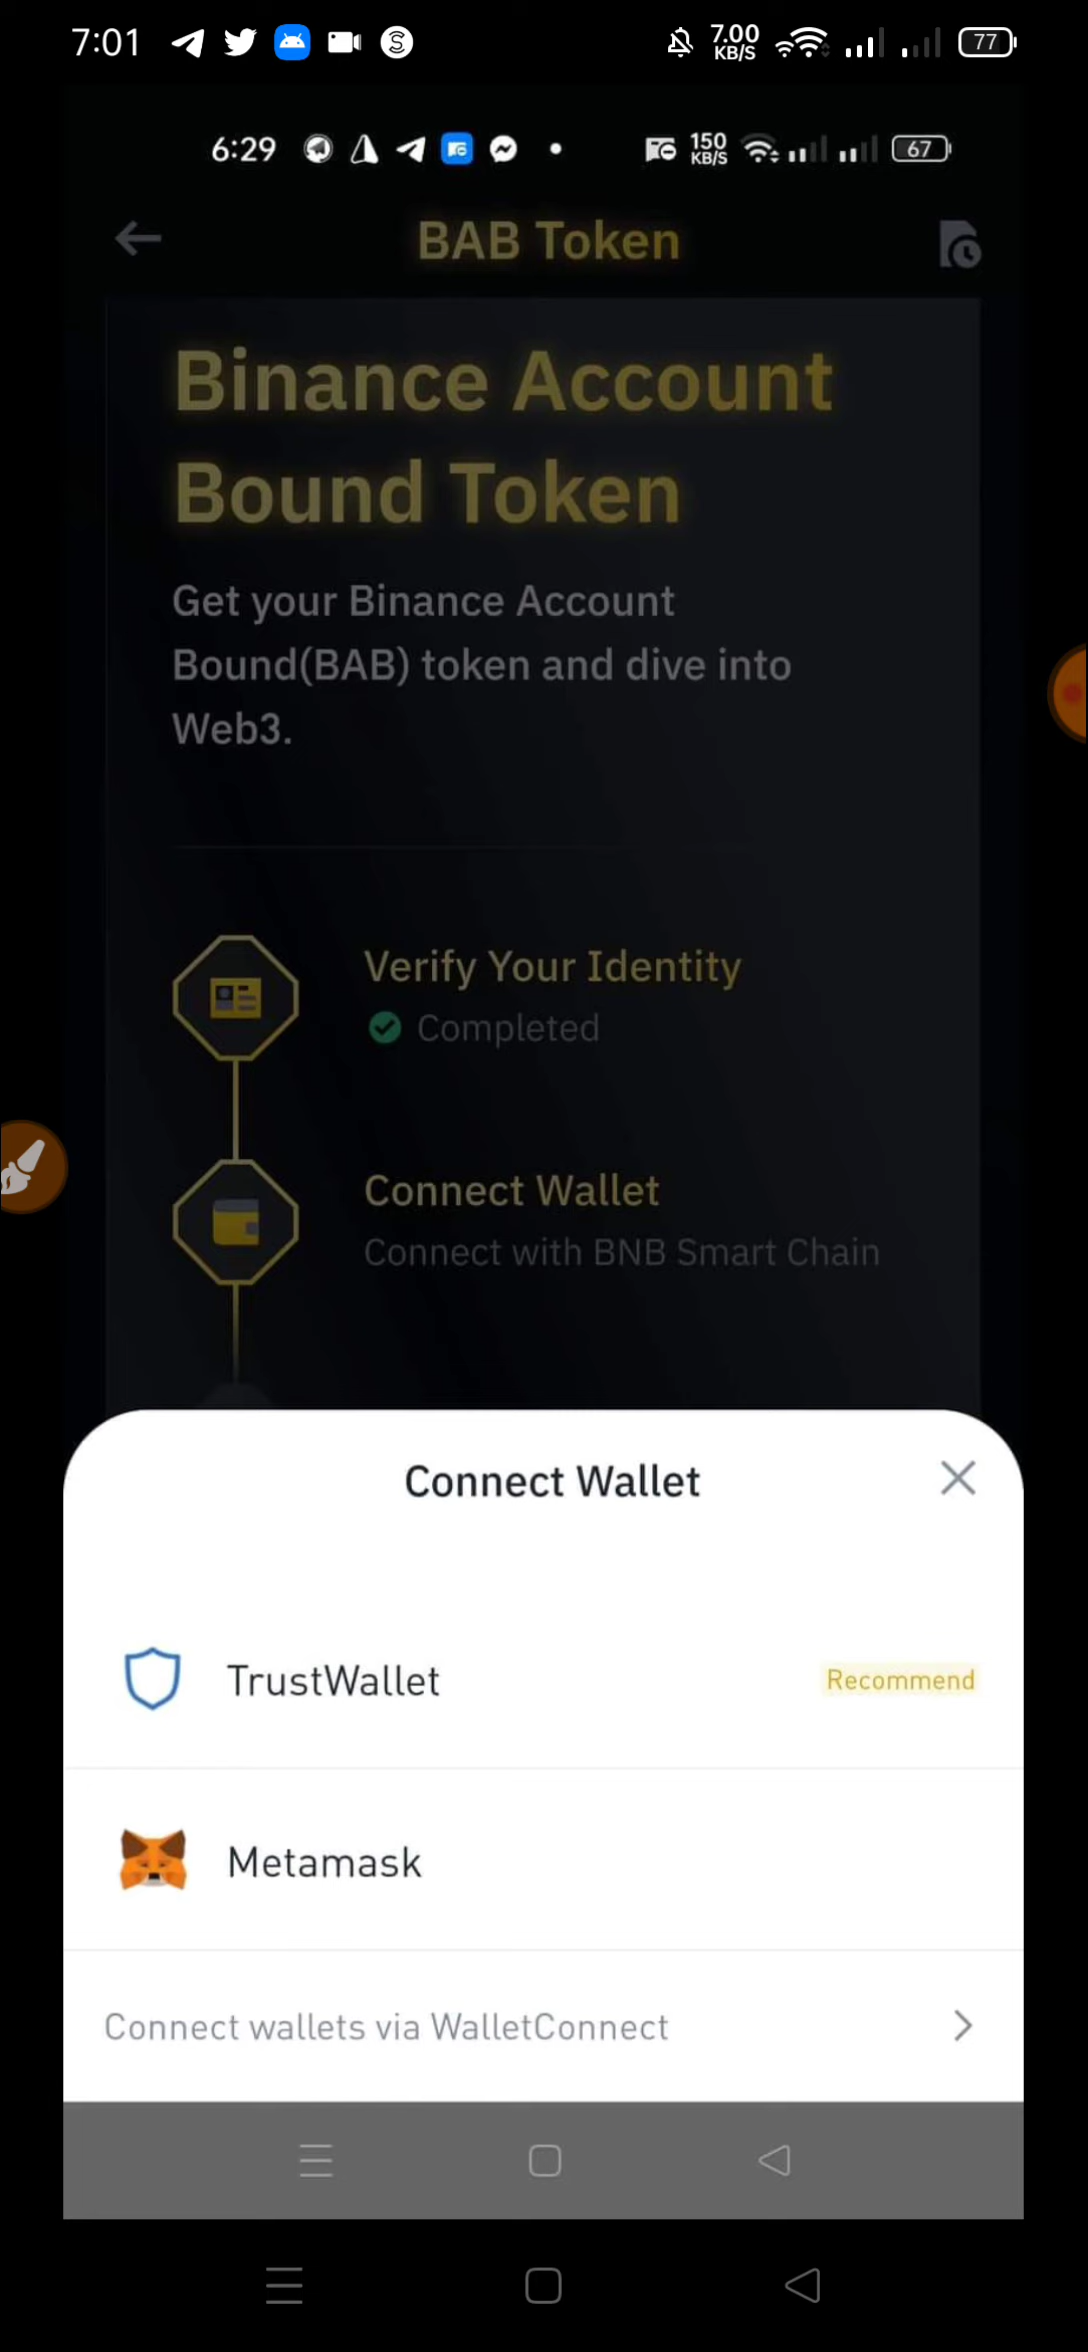 7:01
7.00
KB/S
77
6:29
150
KB/S
67
BAB Token
Binance Account
Bound Token
Get your Binance Account
Bound(BAB) token and dive into
Web3.
Verify Your Identity
Completed
Connect Wallet
Connect with BNB Smart Chain
Connect Wallet
TrustWallet
Recommend
Metamask
Connect wallets via WalletConnect